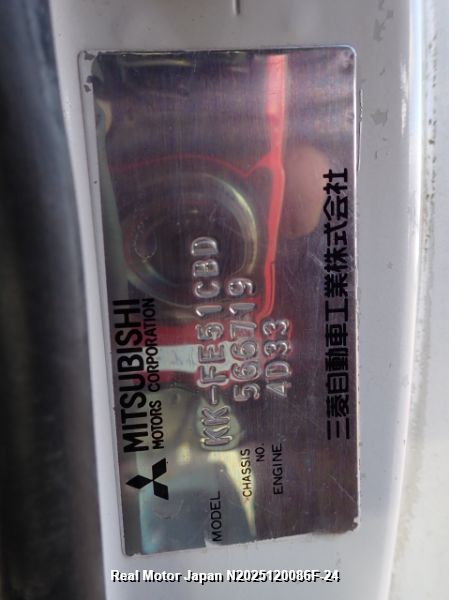 MITSUBISHI
MOTORS CORPORATION
MODEL KK-FE51CBD
CHASSIS NO. 566719
ENGINE 4D33
三菱自動車工業株式会社
Real Motor Japan N2025120086F-24